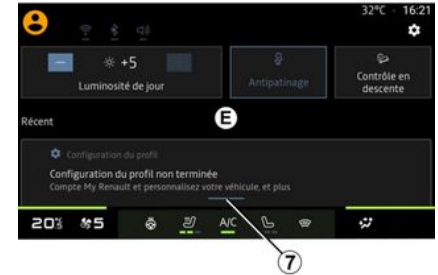 32°C 16:21
+5
Luminosité de jour
Antipatinage
Contrôle en
descente
E
Récent
Configuration du profil
Configuration du profil non terminée
Compte My Renault et personnalisez votre véhicule, et plus
20 5
A/C
7